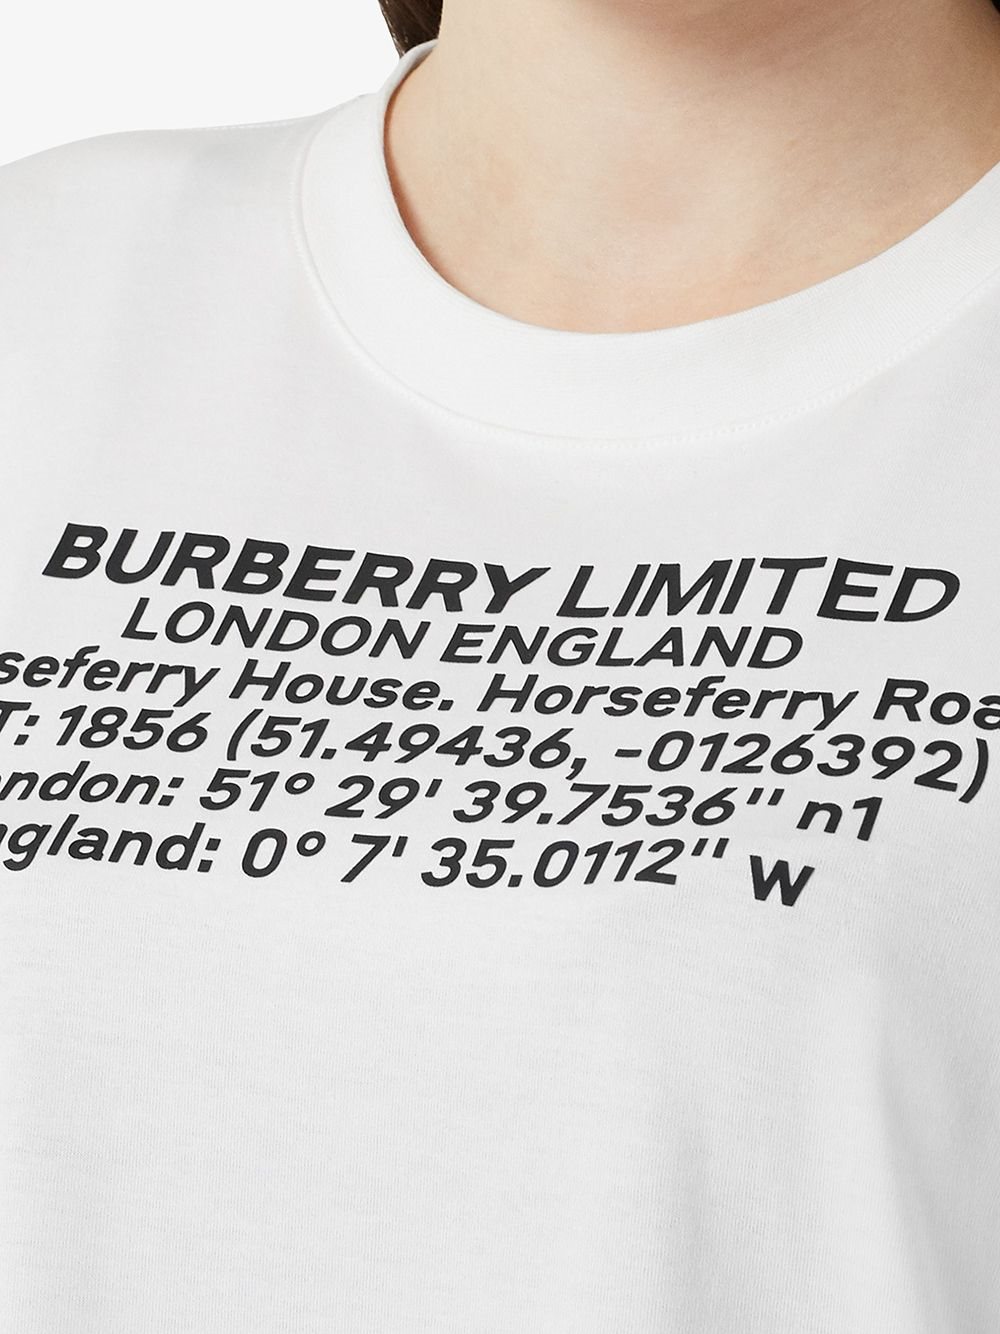 BURBERRY LIMITED
LONDON ENGLAND
seferry House. Horseferry Roa
T: 1856 (51.49436, -0126392)
ndon: 51° 29' 39.7536" n1
ngland: 0° 7' 35.0112" w